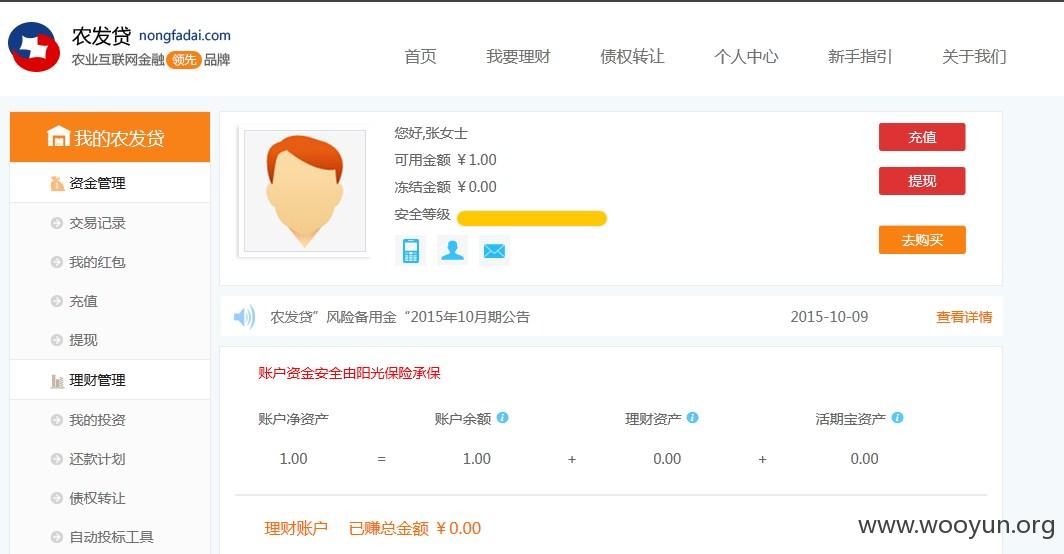 农发贷 nongfadai.com
农业互联网金融 领先 品牌
首页 我要理财 债权转让 个人中心 新手指引 关于我们
我的农发贷
资金管理
交易记录
我的红包
充值
提现
理财管理
我的投资
还款计划
债权转让
自动投标工具
您好,张女士
可用金额 ¥1.00
冻结金额 ¥0.00
安全等级
充值
提现
去购买
农发贷”风险备用金“2015年10月期公告 2015-10-09 查看详情
账户资金安全由阳光保险承保
账户净资产 账户余额 理财资产 活期宝资产
1.00 = 1.00 + 0.00 + 0.00
理财账户 已赚总金额 ¥0.00
www.wooyun.org